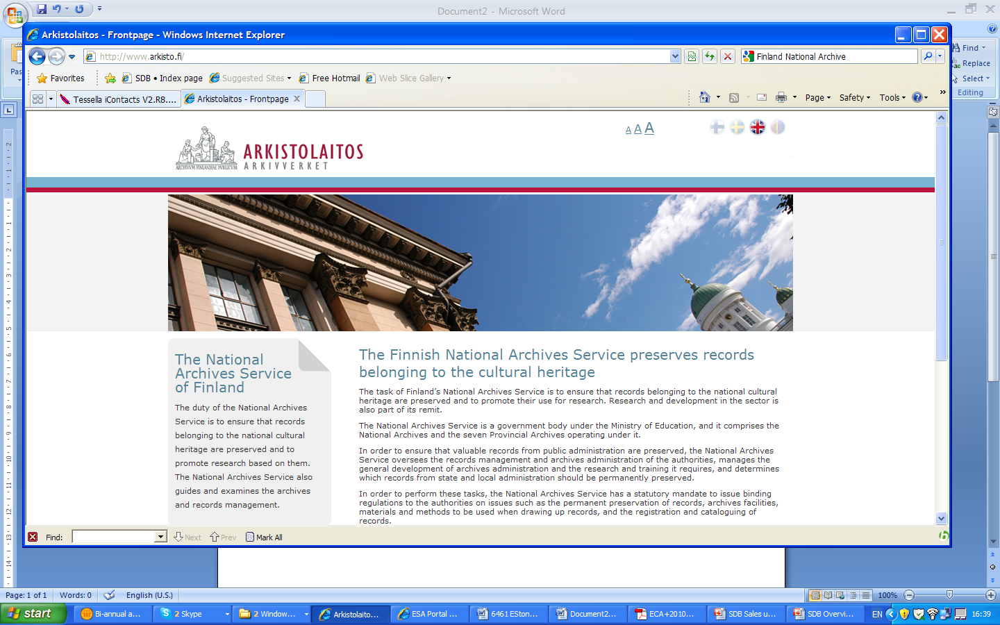 Document2 - Microsoft Word
Arkistolaitos - Frontpage - Windows Internet Explorer
http://www.arkisto.fi/
Finland National Archive
Find
Replace
Select
Editing
Pas
Favorites
SDB • Index page
Suggested Sites
Free Hotmail
Web Slice Gallery
Tessella iContacts V2.R8....
Arkistolaitos - Frontpage
Page
Safety
Tools
»
A A A
ARKISTOLAITOS
ARKIVVERKET
ARCHIVUM FINLANDIAE PUBLICUM
The National
Archives Service
of Finland
The duty of the National Archives
Service is to ensure that records
belonging to the national cultural
heritage are preserved and to
promote research based on them.
The National Archives Service also
guides and examines the archives
and records management.
The Finnish National Archives Service preserves records
belonging to the cultural heritage
The task of Finland’s National Archives Service is to ensure that records belonging to the national cultural
heritage are preserved and to promote their use for research. Research and development in the sector is
also part of its remit.
The National Archives Service is a government body under the Ministry of Education, and it comprises the
National Archives and the seven Provincial Archives operating under it.
In order to ensure that valuable records from public administration are preserved, the National Archives
Service oversees the records management and archives administration of the authorities, manages the
general development of archives administration and the research and training it requires, and determines
which records from state and local administration should be permanently preserved.
In order to perform these tasks, the National Archives Service has a statutory mandate to issue binding
regulations to the authorities on issues such as the permanent preservation of records, archives facilities,
materials and methods to be used when drawing up records, and the registration and cataloguing of
records.
Find:
Next
Prev
Mark All
Page: 1 of 1
Words: 0
English (U.S.)
100%
start
Bi-annual a...
2 Skype
2 Window...
Arkistolaito...
ESA Portal ...
6461 ESton...
Document2...
ECA+2010...
SDB Sales u...
SDB Overvi...
EN
16:39